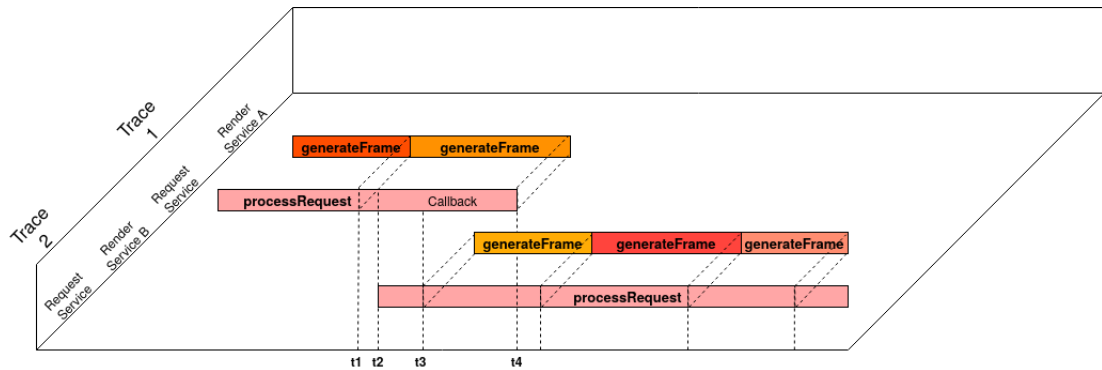 Trace
1
Render
Service A
generateFrame
generateFrame
Request
Service
processRequest
Callback
Trace
2
Render
Service B
generateFrame
generateFrame
generateFrame
Request
Service
processRequest
t1
t2
t3
t4